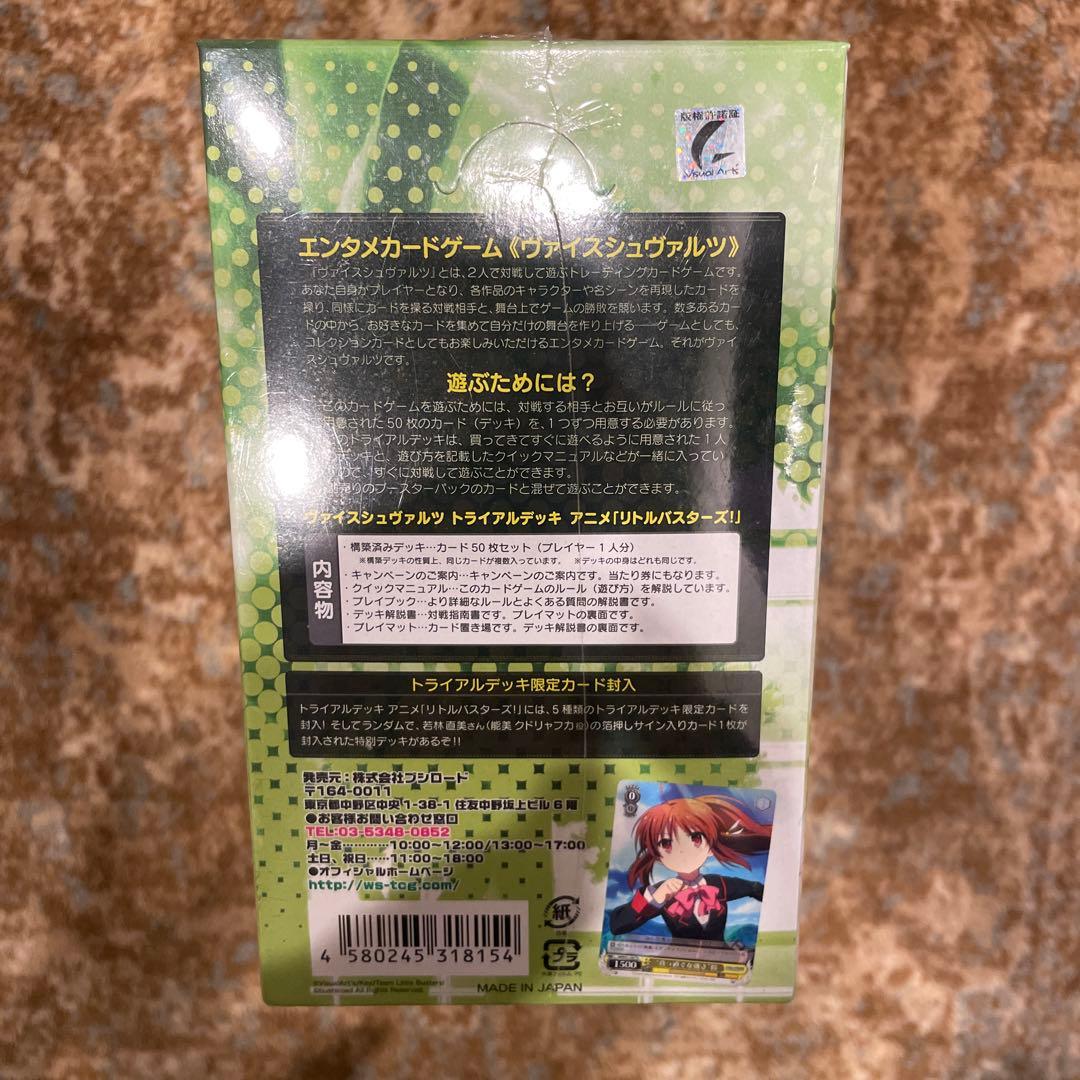 版権許諾証
Visual Art's
エンタメカードゲーム《ヴァイスシュヴァルツ》
「ヴァイスシュヴァルツ」とは、2人で対戦して遊ぶトレーディングカードゲームです。
あなた自身がプレイヤーとなり、各作品のキャラクターや名シーンを再現したカードを
操り、同様にカードを操る対戦相手と、舞台上でゲームの勝敗を競います。数多あるカー
ドの中から、お好きなカードを集めて自分だけの舞台を作り上げる――ゲームとしても、
コレクションカードとしてもお楽しみいただけるエンタメカードゲーム。それがヴァイ
スシュヴァルツです。
遊ぶためには?
このカードゲームを遊ぶためには、対戦する相手とお互いがルールに従っ
用意された50枚のカード(デッキ)を、1つずつ用意する必要があります。
のトライアルデッキは、買ってきてすぐに遊べるように用意された1人
デッキと、遊び方を記載したクイックマニュアルなどが一緒に入ってい
ので、すぐに対戦して遊ぶことができます。
売りのブースターパックのカードと混ぜて遊ぶことができます。
ヴァイスシュヴァルツ トライアルデッキ アニメ「リトルバスターズ!」
内容物
・構築済みデッキ…カード50枚セット(プレイヤー1人分)
※構築デッキの性質上、同じカードが複数入っています。 ※デッキの中身はどれも同じです。
・キャンペーンのご案内…キャンペーンのご案内です。当たり券にもなります。
・クイックマニュアル…このカードゲームのルール(遊び方)を解説しています。
・プレイブック…より詳細なルールとよくある質問の解説書です。
・デッキ解説書…対戦指南書です。プレイマットの裏面です。
・プレイマット…カード置き場です。デッキ解説書の裏面です。
トライアルデッキ限定カード封入
トライアルデッキ アニメ「リトルバスターズ!」には、5種類のトライアルデッキ限定カードを
封入! そしてランダムで、若林 直美さん(能美 クドリャフカ 役)の箔押しサイン入りカード1枚が
封入された特別デッキがあるぞ!!
発売元:株式会社ブシロード
〒164-0011
東京都中野区中央1-38-1 住友中野坂上ビル6階
●お客様お問い合わせ窓口
TEL:03-5348-0852
月~金…………10:00~12:00/13:00~17:00
土日、祝日……11:00~18:00
●オフィシャルホームページ
http://ws-tcg.com/
4 580245 318154
©VisualArt's/Key/Team Little Busters!
©bushiroad All Rights Reserved.
紙
プラ
MADE IN JAPAN
0
1500